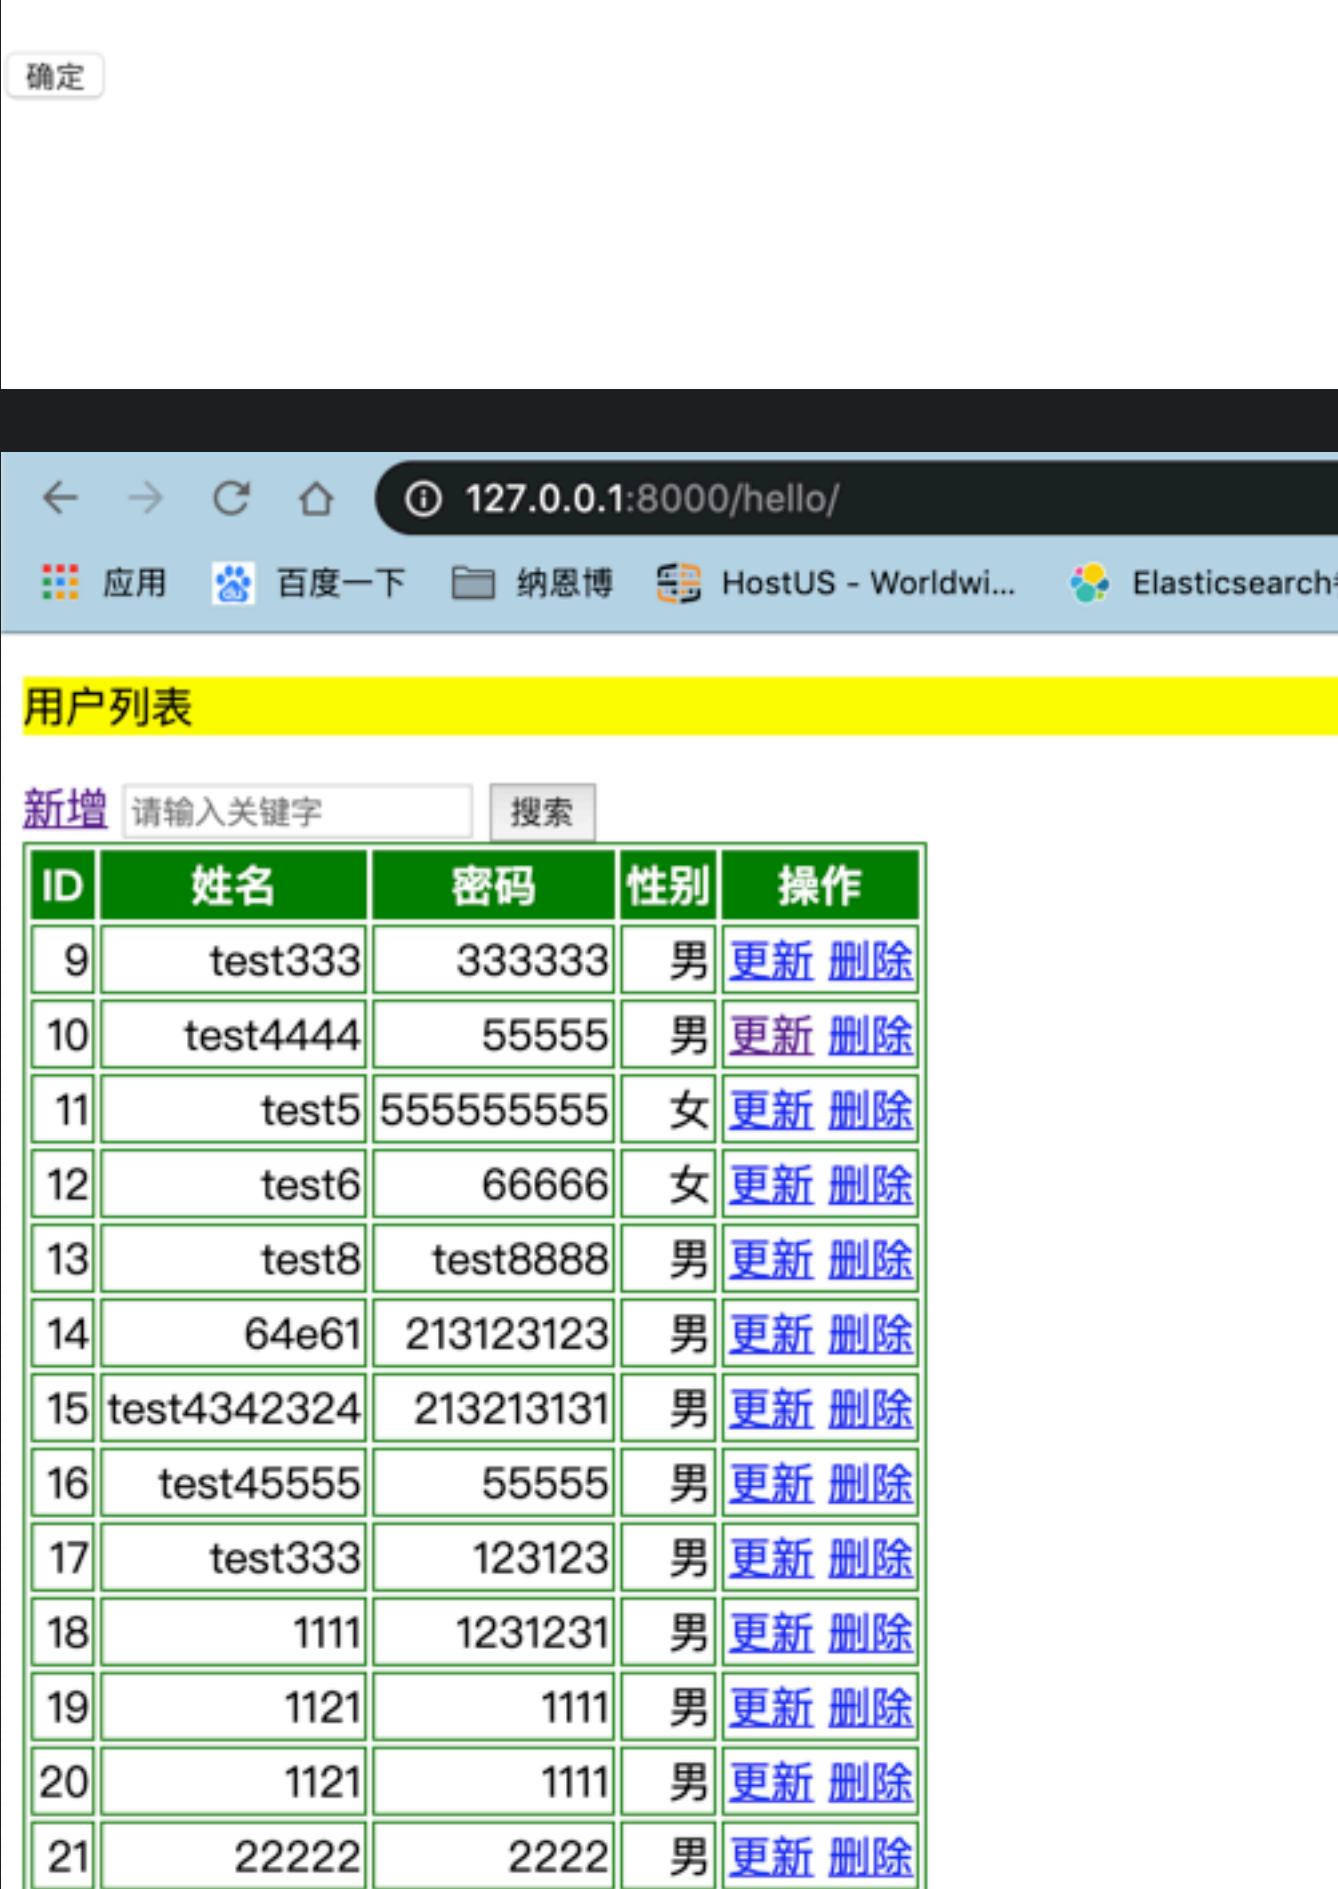 确定
127.0.0.1:8000/hello/
应用 百度一下 纳恩博 HostUS - Worldwi... Elasticsearch
用户列表
新增 请输入关键字 搜索
ID 姓名 密码 性别 操作
9 test333 333333 男 更新 删除
10 test4444 55555 男 更新 删除
11 test5 555555555 女 更新 删除
12 test6 66666 女 更新 删除
13 test8 test8888 男 更新 删除
14 64e61 213123123 男 更新 删除
15 test4342324 213213131 男 更新 删除
16 test45555 55555 男 更新 删除
17 test333 123123 男 更新 删除
18 1111 1231231 男 更新 删除
19 1121 1111 男 更新 删除
20 1121 1111 男 更新 删除
21 22222 2222 男 更新 删除